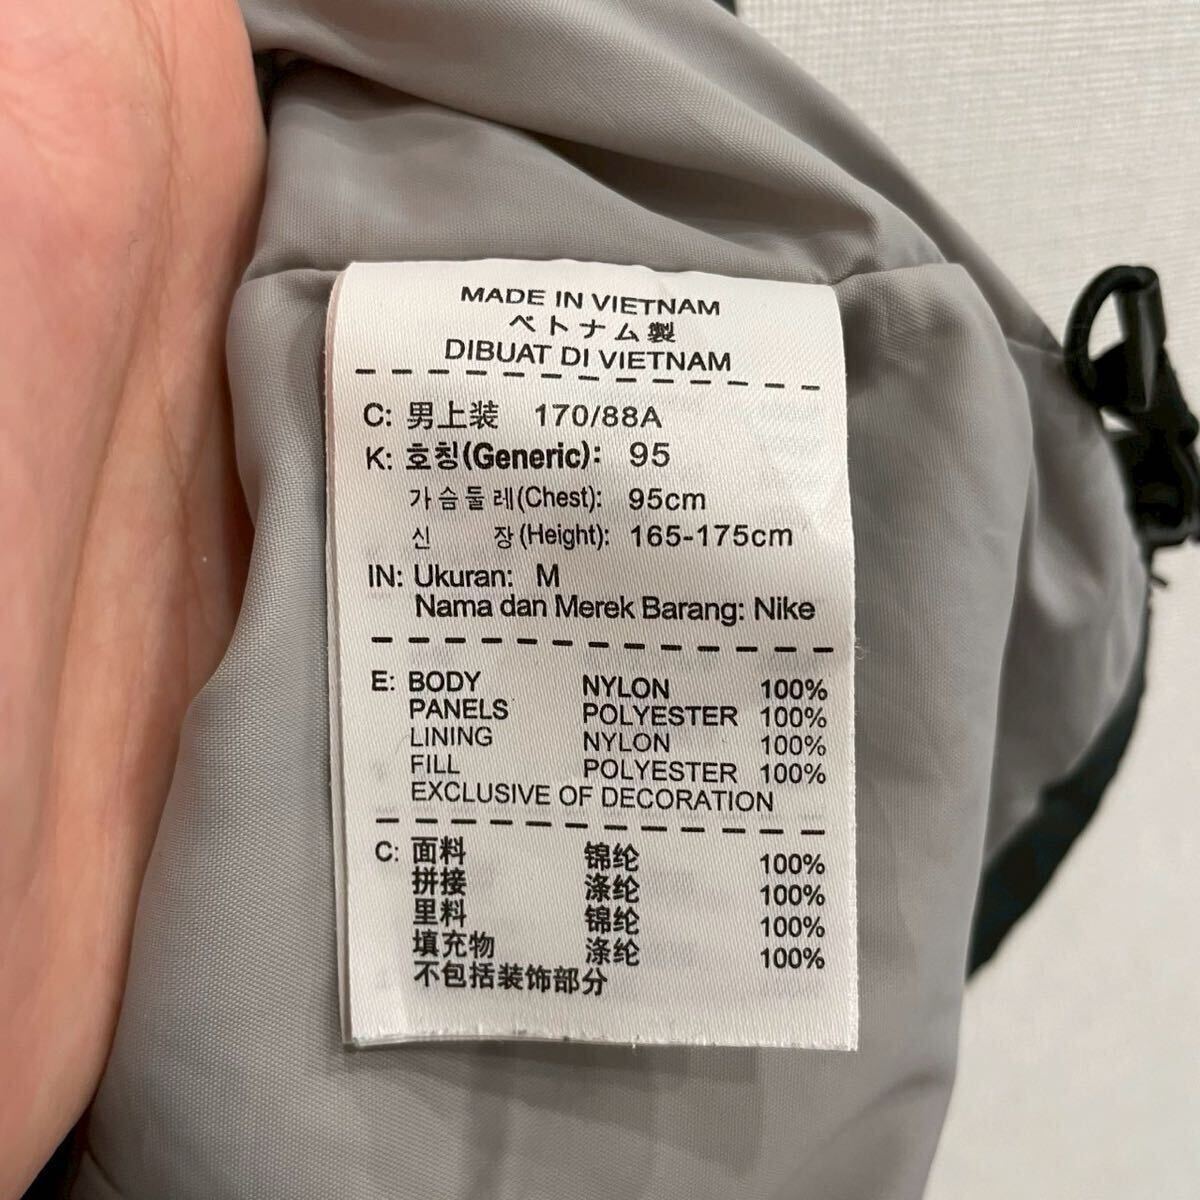 MADE IN VIETNAM
ベトナム製
DIBUAT DI VIETNAM
C: 男上装 170/88A
K: 호칭(Generic): 95
가슴둘레(Chest): 95cm
신 장(Height): 165-175cm
IN: Ukuran: M
Nama dan Merek Barang: Nike
E: BODY NYLON 100%
PANELS POLYESTER 100%
LINING NYLON 100%
FILL POLYESTER 100%
EXCLUSIVE OF DECORATION
C: 面料 锦纶 100%
拼接 涤纶 100%
里料 锦纶 100%
填充物 涤纶 100%
不包括装饰部分